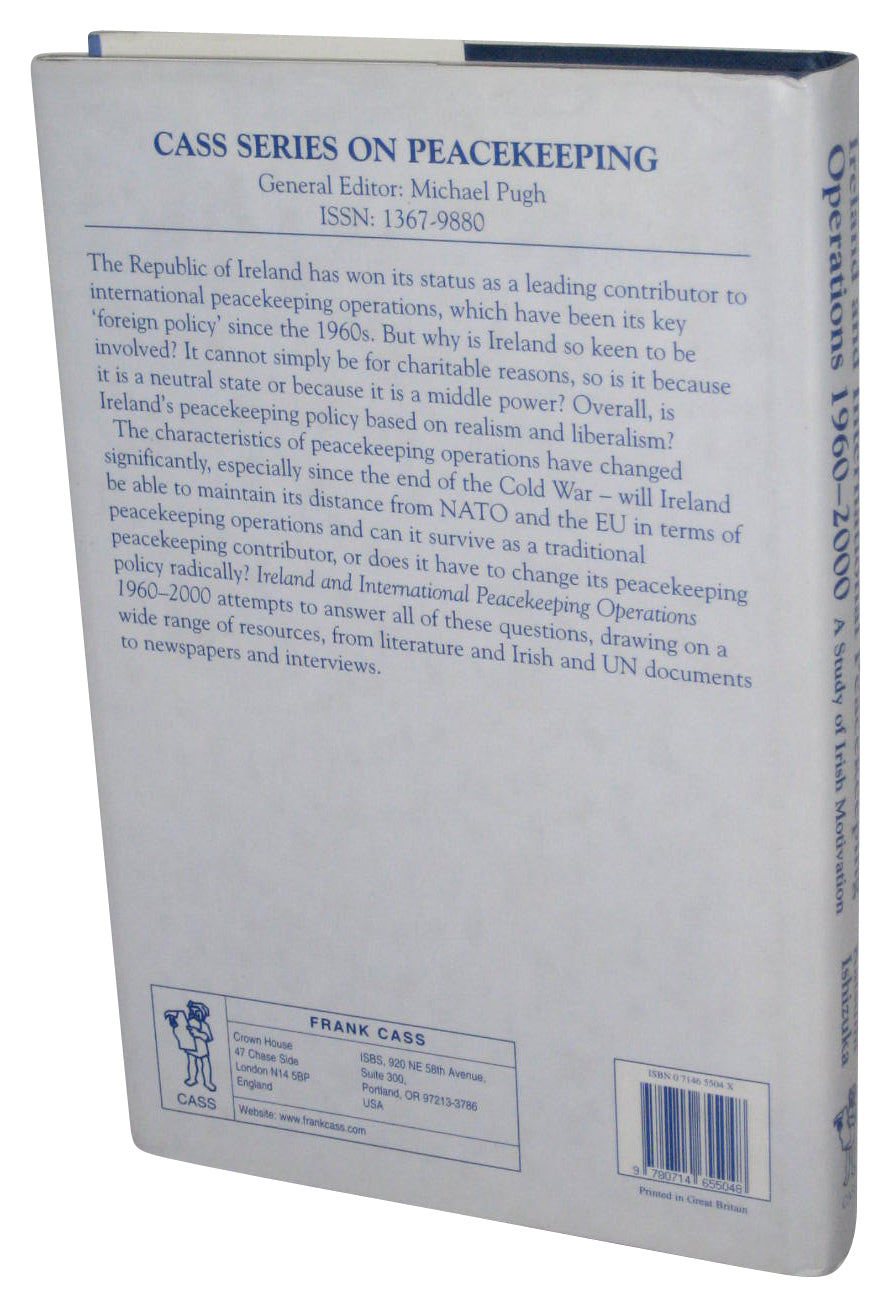 CASS SERIES ON PEACEKEEPING
General Editor: Michael Pugh
ISSN: 1367-9880
The Republic of Ireland has won its status as a leading contributor to
international peacekeeping operations, which have been its key
‘foreign policy’ since the 1960s. But why is Ireland so keen to be
involved? It cannot simply be for charitable reasons, so is it because
it is a neutral state or because it is a middle power? Overall, is
Ireland's peacekeeping policy based on realism and liberalism?
The characteristics of peacekeeping operations have changed
significantly, especially since the end of the Cold War – will Ireland
be able to maintain its distance from NATO and the EU in terms of
peacekeeping operations and can it survive as a traditional
peacekeeping contributor, or does it have to change its peacekeeping
policy radically? Ireland and International Peacekeeping Operations
1960–2000 attempts to answer all of these questions, drawing on a
wide range of resources, from literature and Irish and UN documents
to newspapers and interviews.
CASS
FRANK CASS
Crown House
47 Chase Side
London N14 5BP
England
ISBS, 920 NE 58th Avenue,
Suite 300,
Portland, OR 97213-3786
USA
Website: www.frankcass.com
ISBN 0 7146 5504 X
9 780714 655048
Printed in Great Britain
Ireland and International Peacekeeping
Operations 1960–2000 A Study of Irish Motivation
Ishizuka